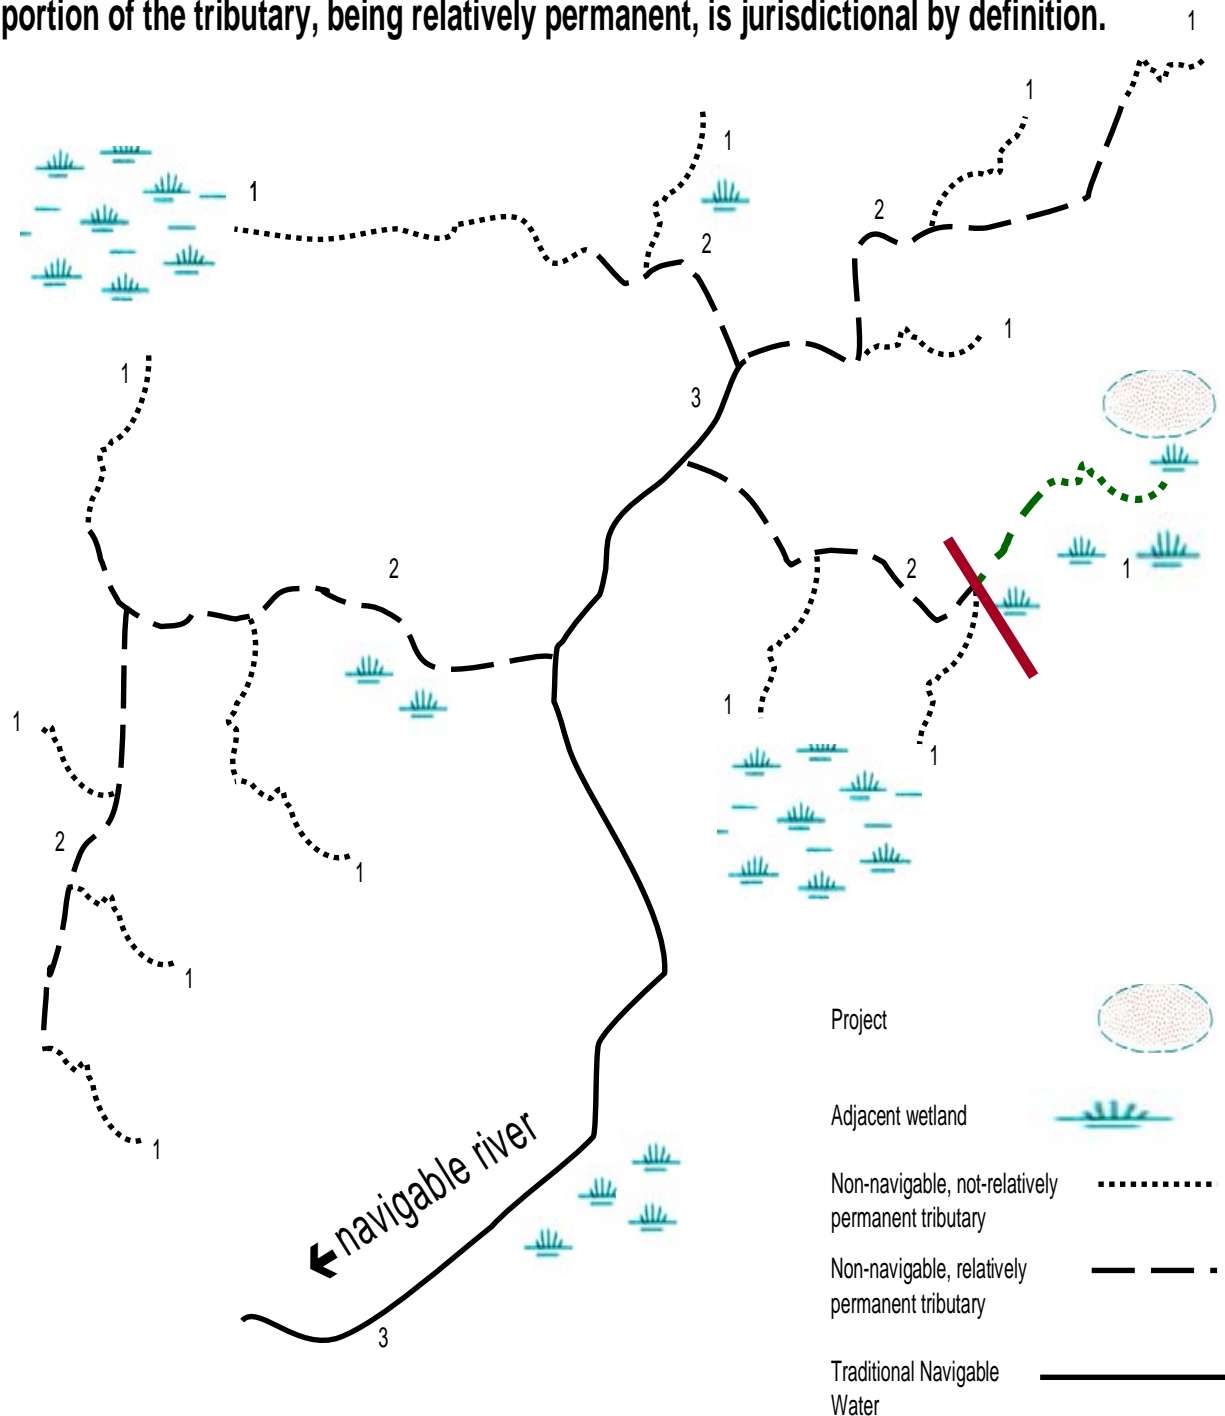 portion of the tributary, being relatively permanent, is jurisdictional by definition.
1
1
1
1
2
2
1
1
3
2
2
1
1
1
1
2
1
1
1
Project
Adjacent wetland
Non-navigable, not-relatively
permanent tributary
1
navigable river
Non-navigable, relatively
permanent tributary
3
Traditional Navigable
Water